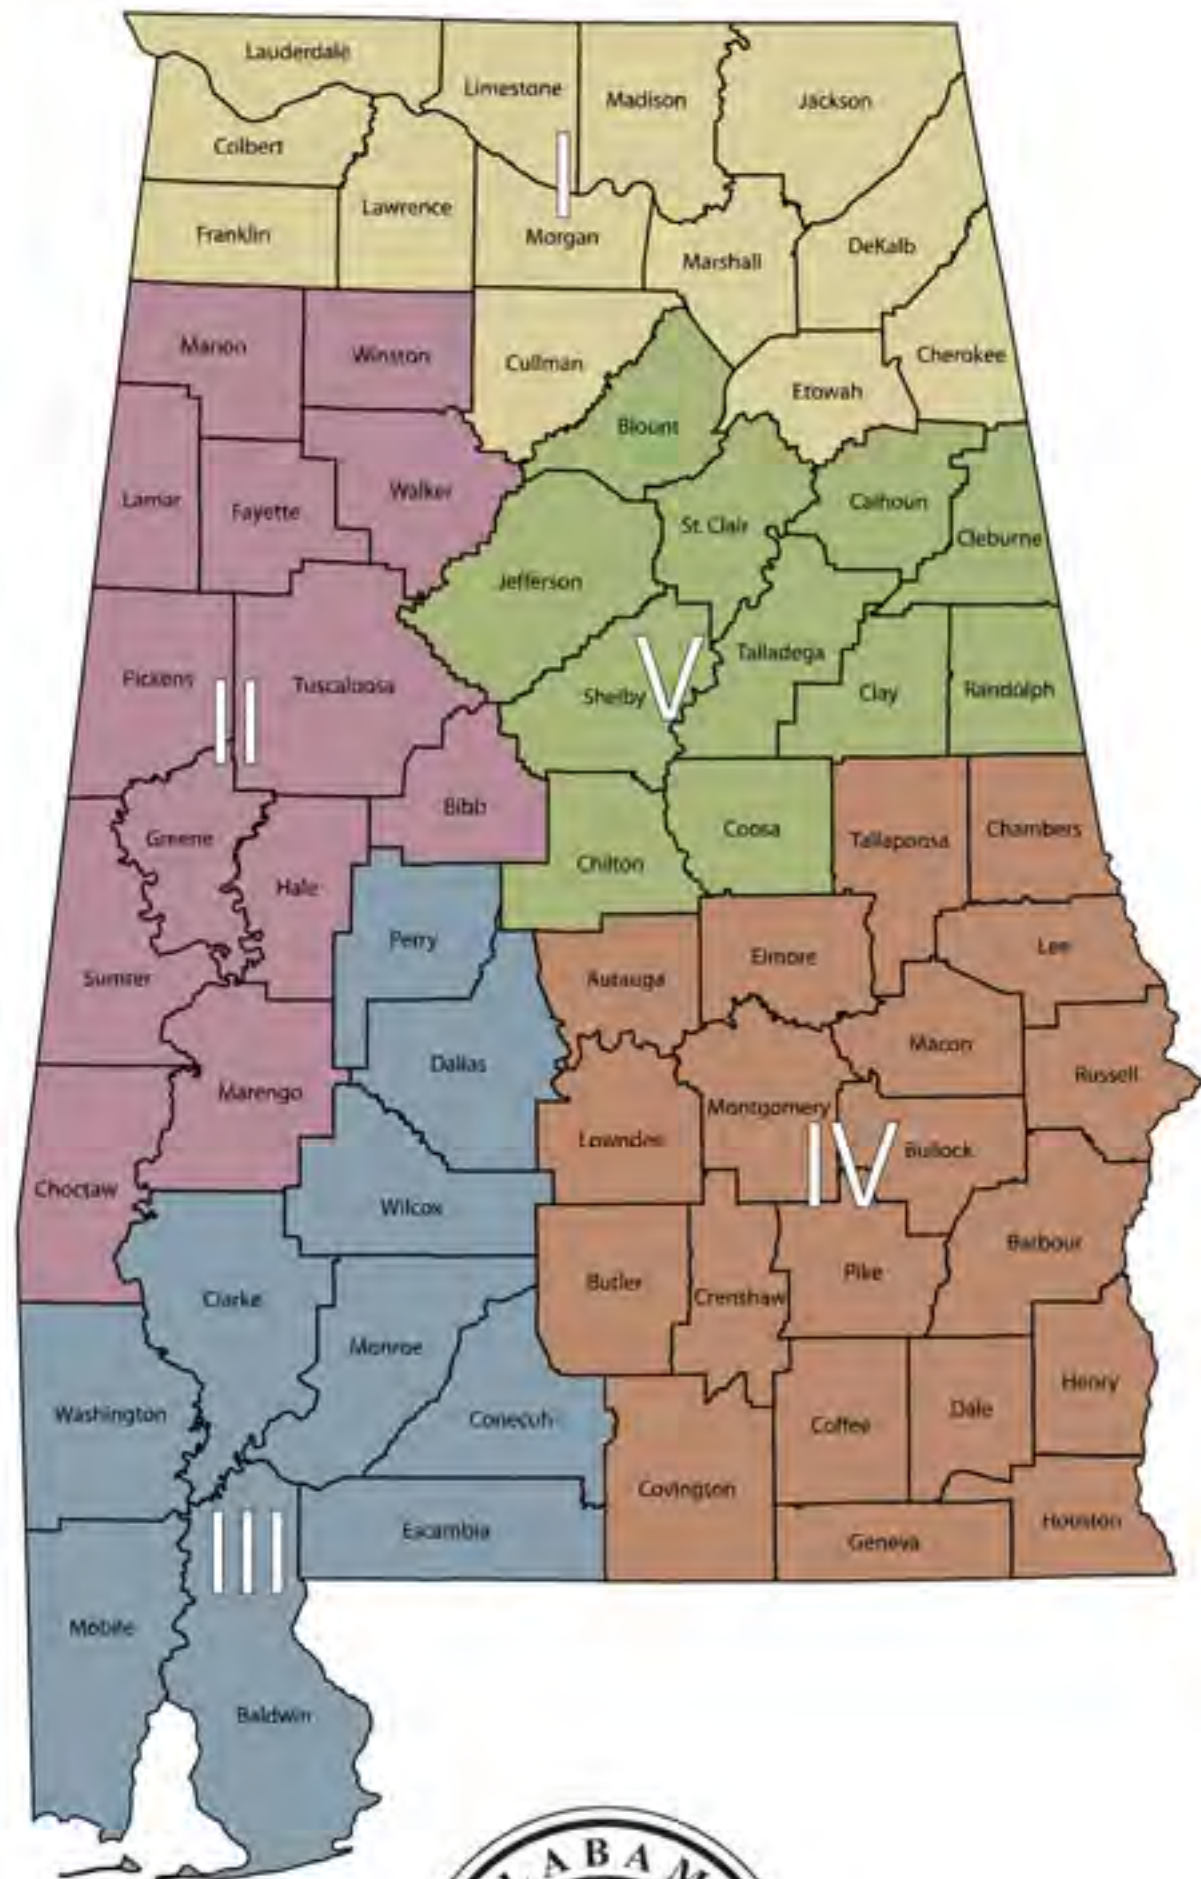 Lauderdale
Limestone
Madison
Jackson
Colbert
Lawrence
Franklin
I
Morgan
Marshall
DeKalb
Marion
Winston
Cullman
Cherokee
Etowah
Blount
Lamar
Fayette
Walker
St. Clair
Calhoun
Cleburne
Jefferson
Pickens
II
Tuscaloosa
Shelby
V
Talladega
Clay
Randolph
Bibb
Greene
Hale
Chilton
Coosa
Tallapoosa
Chambers
Perry
Sumter
Autauga
Elmore
Lee
Dallas
Macon
Russell
Marengo
Lowndes
Montgomery
IV
Bullock
Choctaw
Wilcox
Barbour
Clarke
Butler
Crenshaw
Pike
Monroe
Henry
Washington
Conecuh
Coffee
Dale
Covington
III
Escambia
Geneva
Houston
Mobile
Baldwin
LABAM